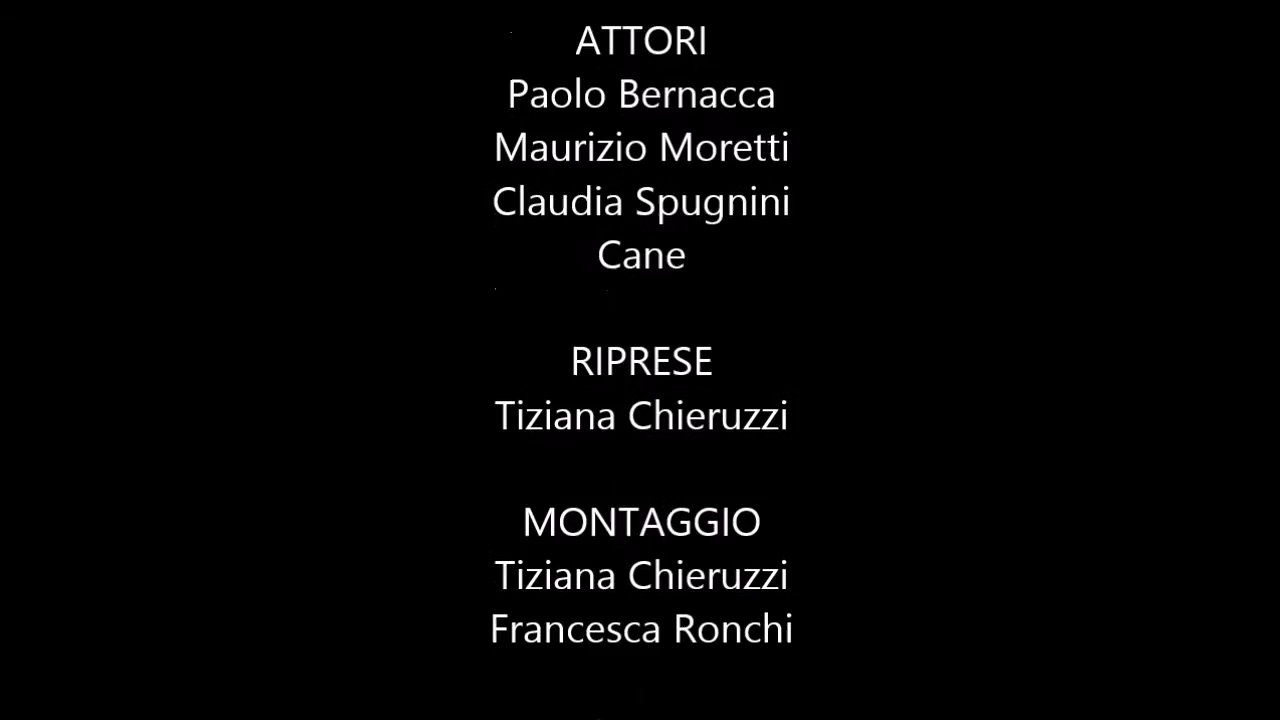 ATTORI
Paolo Bernacca
Maurizio Moretti
Claudia Spugnini
Cane
RIPRESE
Tiziana Chieruzzi
MONTAGGIO
Tiziana Chieruzzi
Francesca Ronchi